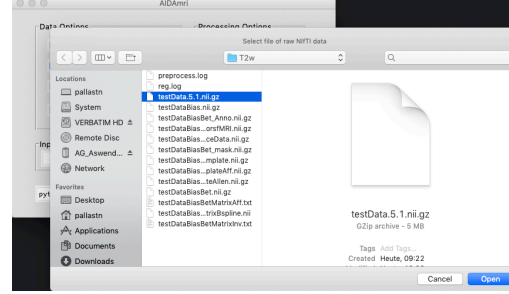 AIDAmri
Data Options
Processing Options
Select file of raw NIfTI data
T2w
Locations
pallastn
System
VERBATIM HD
Remote Disc
AG_Aswend...
Network
Favorites
Desktop
pallastn
Applications
Documents
Downloads
preprocess.log
reg.log
testData.5.1.nii.gz
testDataBias.nii.gz
testDataBiasBet_Anno.nii.gz
testDataBias...orsfMRI.nii.gz
testDataBias...ceData.nii.gz
testDataBiasBet_mask.nii.gz
testDataBias...mplate.nii.gz
testDataBias...plateAff.nii.gz
testDataBias...teAllen.nii.gz
testDataBiasBet.nii.gz
testDataBiasBetMatrixAff.txt
testDataBias...trixBspline.nii
testDataBiasBetMatrixInv.txt
testData.5.1.nii.gz
GZip archive - 5 MB
Tags Add Tags...
Created Heute, 09:22
Inp
pyt
Cancel
Open